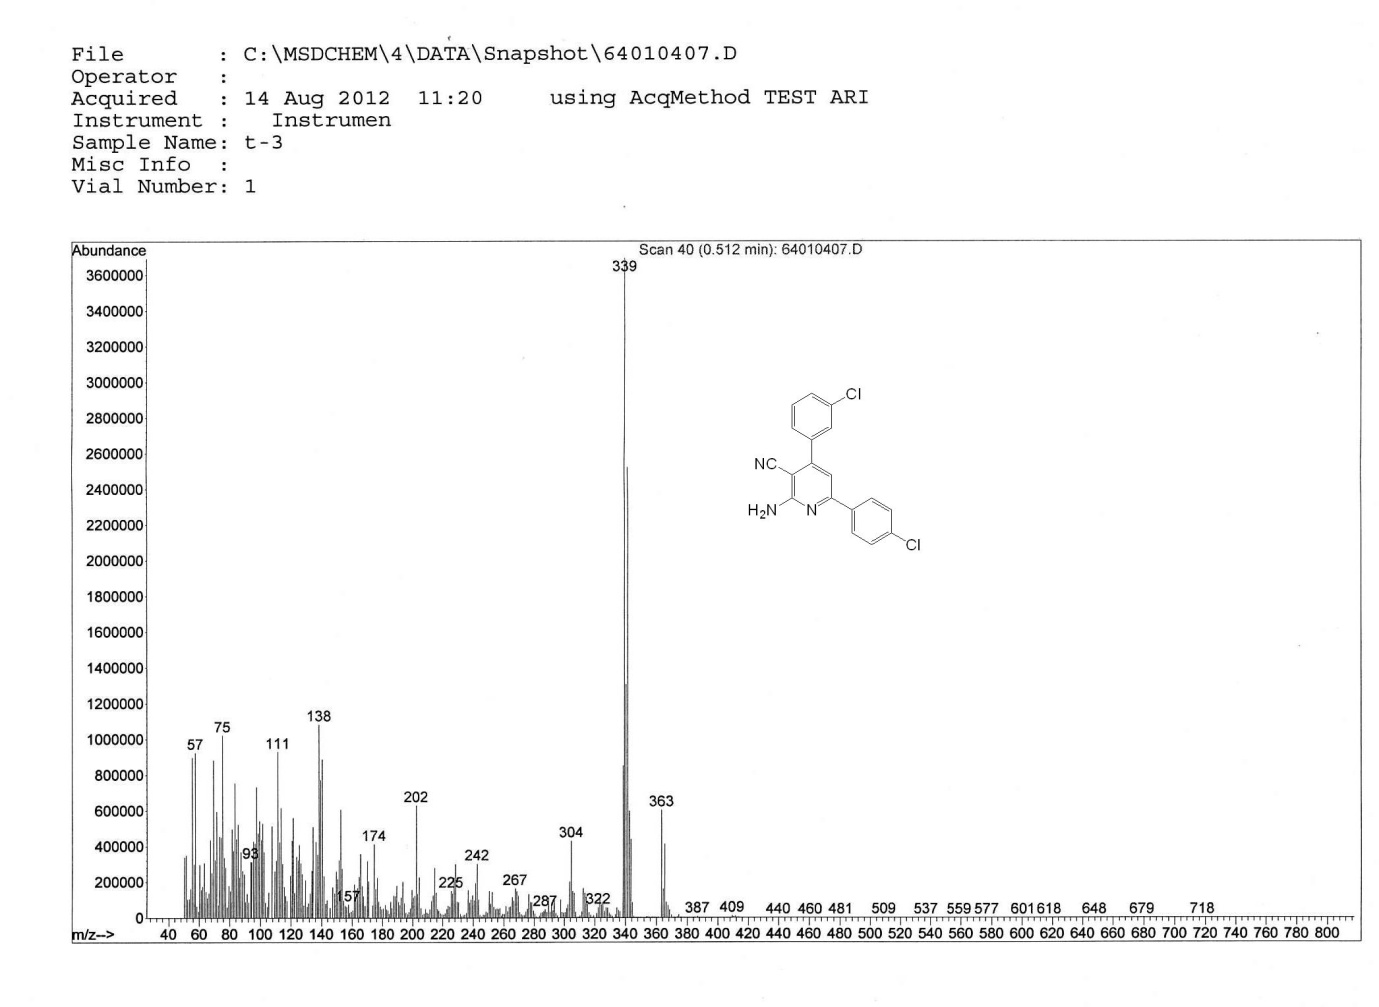 File : C:\MSDCHEM\4\DATA\Snapshot\64010407.D
Operator :
Acquired : 14 Aug 2012 11:20 using AcqMethod TEST ARI
Instrument : Instrumen
Sample Name: t-3
Misc Info :
Vial Number: 1
Abundance
Scan 40 (0.512 min): 64010407.D
339
3600000
3400000
3200000
3000000
2800000
2600000
2400000
2200000
2000000
1800000
1600000
1400000
1200000
1000000
800000
600000
400000
200000
0
Cl
NC
H2N
N
Cl
57 75 93 111 138 157 174 202 225 242 267 287 304 322 363 387 409 440 460 481 509 537 559 577 601 618 648 679 718
m/z-->
40 60 80 100 120 140 160 180 200 220 240 260 280 300 320 340 360 380 400 420 440 460 480 500 520 540 560 580 600 620 640 660 680 700 720 740 760 780 800